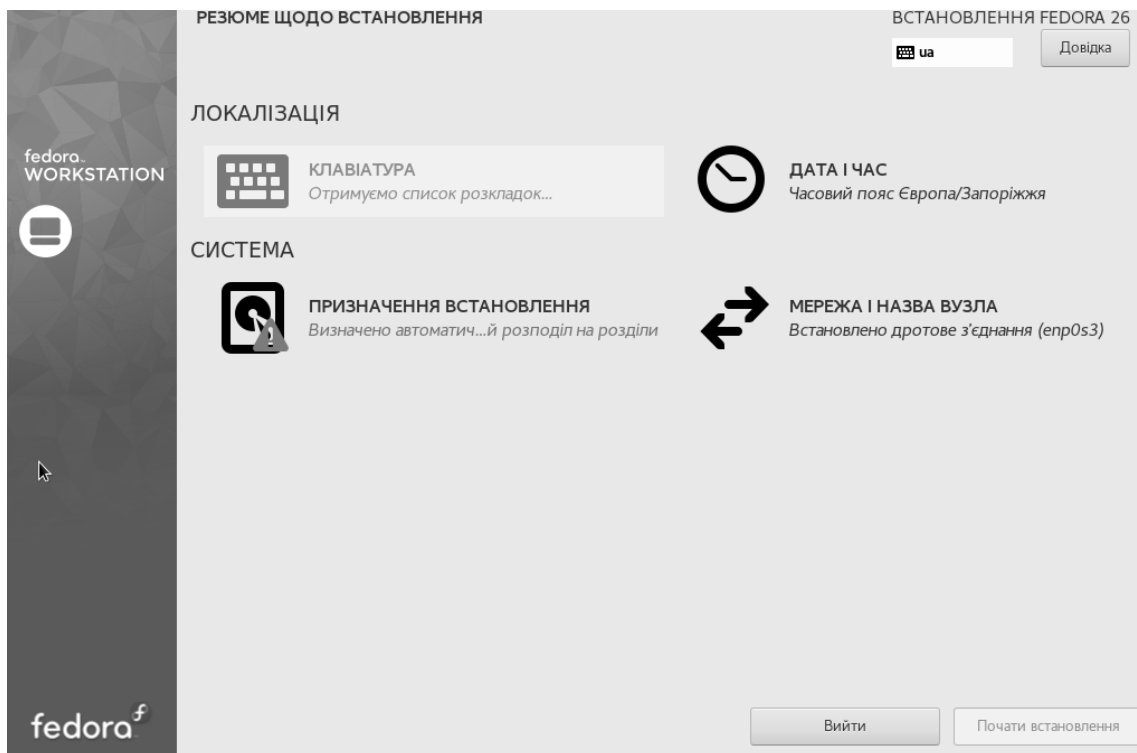 РЕЗЮМЕ ЩОДО ВСТАНОВЛЕННЯ
ВСТАНОВЛЕННЯ FEDORA 26
ua
Довідка
ЛОКАЛІЗАЦІЯ
fedora
WORKSTATION
КЛАВІАТУРА
Отримуємо список розкладок...
ДАТА І ЧАС
Часовий пояс Європа/Запоріжжя
СИСТЕМА
ПРИЗНАЧЕННЯ ВСТАНОВЛЕННЯ
Визначено автоматич...й розподіл на розділи
МЕРЕЖА І НАЗВА ВУЗЛА
Встановлено дротове з'єднання (enp0s3)
fedora
Вийти
Почати встановлення